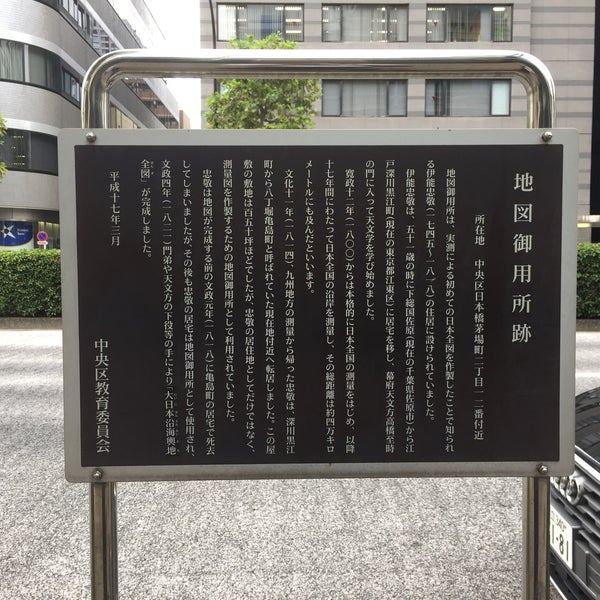 地図御用所跡
所在地　中央区日本橋茅場町二丁目一二番付近
地図御用所は、実測による初めての日本全図を作製したことで知られ
る伊能忠敬(一七四五~一八一八)の住居に設けられていました。
伊能忠敬は、五十一歳の時に下総国佐原(現在の千葉県佐原市)から江
戸深川黒江町(現在の東京都江東区)に居宅を移し、幕府天文方高橋至時
の門に入って天文学を学び始めました。
寛政十二年(一八〇〇)からは本格的に日本全国の測量をはじめ、以降
十七年間にわたって日本全国の沿岸を測量し、その総距離は約四万キロ
メートルにも及んだといいます。
文化十一年(一八一四)、九州地方の測量から帰った忠敬は、深川黒江
町から八丁堀亀島町と呼ばれていた現在地付近へ転居しました。この屋
敷の敷地は百五十坪ほどでしたが、忠敬の居住地としてだけではなく、
測量図を作製するための地図御用所として利用されていました。
忠敬は地図が完成する前の文政元年(一八一八)に亀島町の居宅で死去
してしまいましたが、その後も忠敬の居宅は地図御用所として使用され、
文政四年(一八二一)門弟や天文方の下役等の手により「大日本沿海輿地
全図」が完成しました。
平成十七年三月
中央区教育委員会
1-81